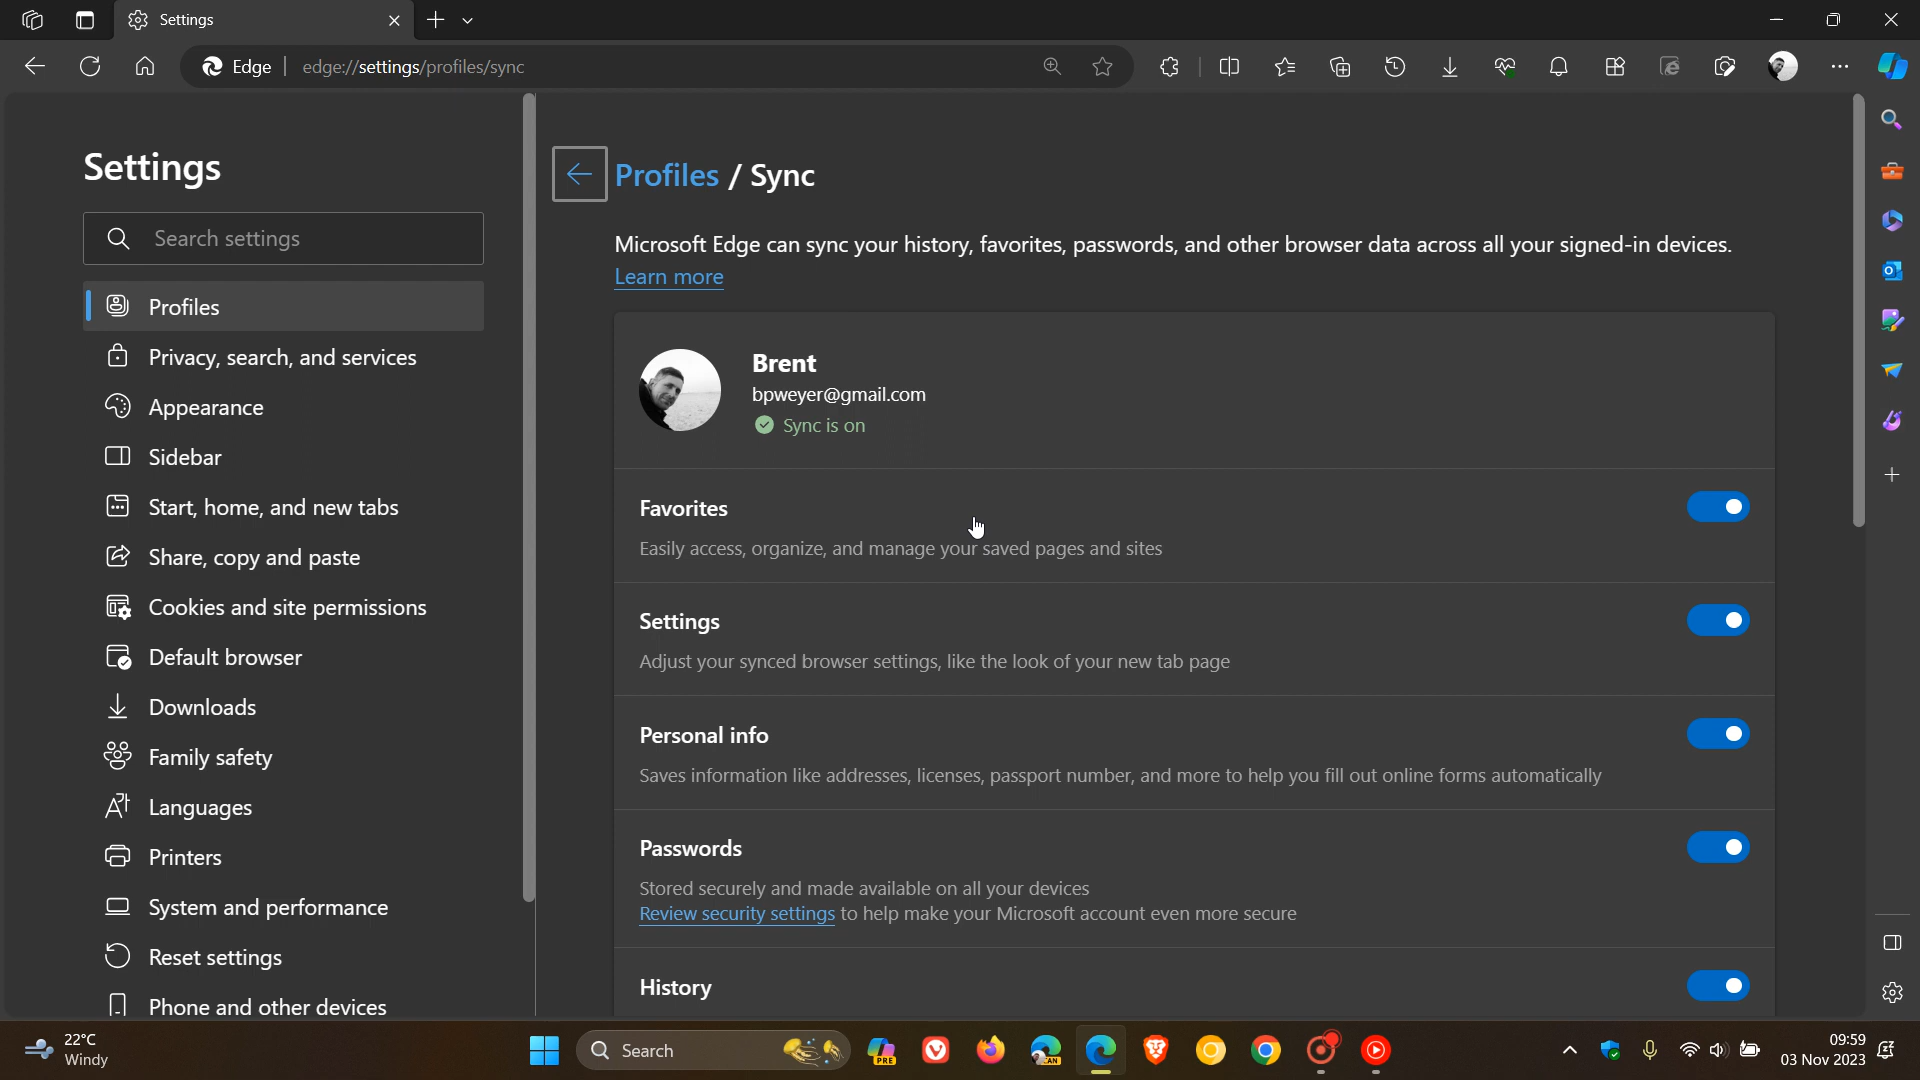 Settings
Edge
edge://settings/profiles/sync
Settings
Search settings
Profiles
Privacy, search, and services
Appearance
Sidebar
Start, home, and new tabs
Share, copy and paste
Cookies and site permissions
Default browser
Downloads
Family safety
Languages
Printers
System and performance
Reset settings
Phone and other devices
Profiles / Sync
Microsoft Edge can sync your history, favorites, passwords, and other browser data across all your signed-in devices.
Learn more
Brent
bpweyer@gmail.com
Sync is on
Favorites
Easily access, organize, and manage your saved pages and sites
Settings
Adjust your synced browser settings, like the look of your new tab page
Personal info
Saves information like addresses, licenses, passport number, and more to help you fill out online forms automatically
Passwords
Stored securely and made available on all your devices
Review security settings to help make your Microsoft account even more secure
History
22°C
Windy
Search
PRE
CAN
09:59
03 Nov 2023